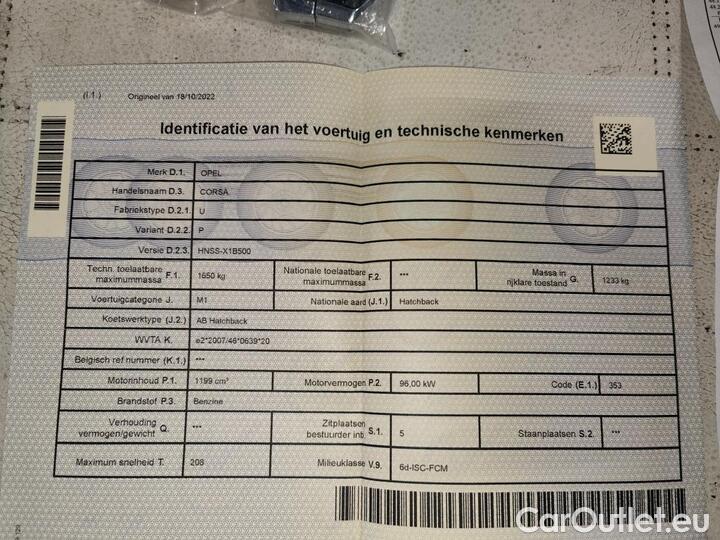 (I.1.) Origineel van 18/10/2022
Identificatie van het voertuig en technische kenmerken
Merk D.1. OPEL
Handelsnaam D.3. CORSA
Fabriekstype D.2.1. U
Variant D.2.2. P
Versie D.2.3. HNSS-X1B500
Techn. toelaatbare maximummassa F.1. 1650 kg Nationale toelaatbare maximummassa F.2. *** Massa in rijklare toestand G. 1233 kg
Voertuigcategorie J. M1 Nationale aard (J.1.) Hatchback
Koetswerktype (J.2.) AB Hatchback
WVTA K. e2*2007/46*0639*20
Belgisch ref nummer (K.1.) ***
Motorinhoud P.1. 1199 cm³ Motorvermogen P.2. 96,00 kW Code (E.1.) 353
Brandstof P.3. Benzine
Verhouding vermogen/gewicht Q. *** Zitplaatsen bestuurder inb. S.1. 5 Staanplaatsen S.2. ***
Maximum snelheid T. 208 Milieuklasse V.9. 6d-ISC-FCM
CarOutlet.eu